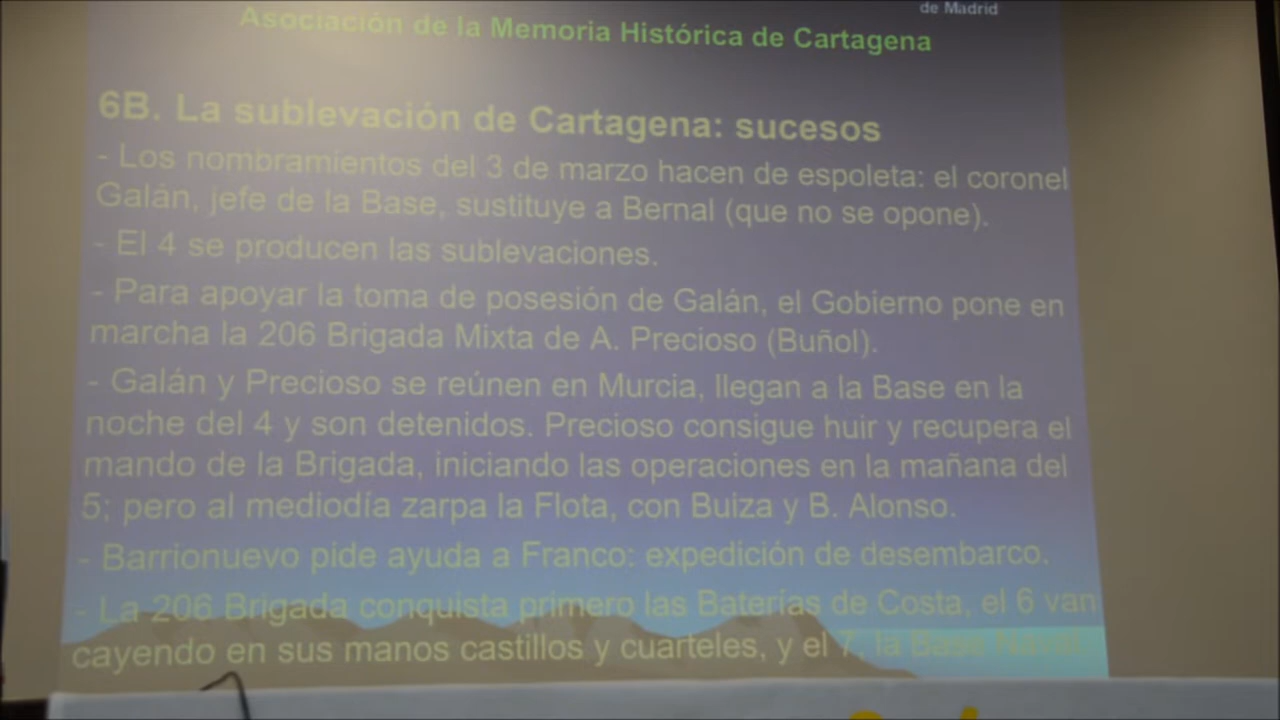 de Madrid
Asociación de la Memoria Histórica de Cartagena
6B. La sublevación de Cartagena: sucesos
- Los nombramientos del 3 de marzo hacen de espoleta: el coronel
Galán, jefe de la Base, sustituye a Bernal (que no se opone).
- El 4 se producen las sublevaciones.
- Para apoyar la toma de posesión de Galán, el Gobierno pone en
marcha la 206 Brigada Mixta de A. Precioso (Buñol).
- Galán y Precioso se reúnen en Murcia, llegan a la Base en la
noche del 4 y son detenidos. Precioso consigue huir y recupera el
mando de la Brigada, iniciando las operaciones en la mañana del
5; pero al mediodía zarpa la Flota, con Buiza y B. Alonso.
- Barrionuevo pide ayuda a Franco: expedición de desembarco.
- La 206 Brigada conquista primero las Baterías de Costa, el 6 van
cayendo en sus manos castillos y cuarteles, y el 7, la Base Naval.